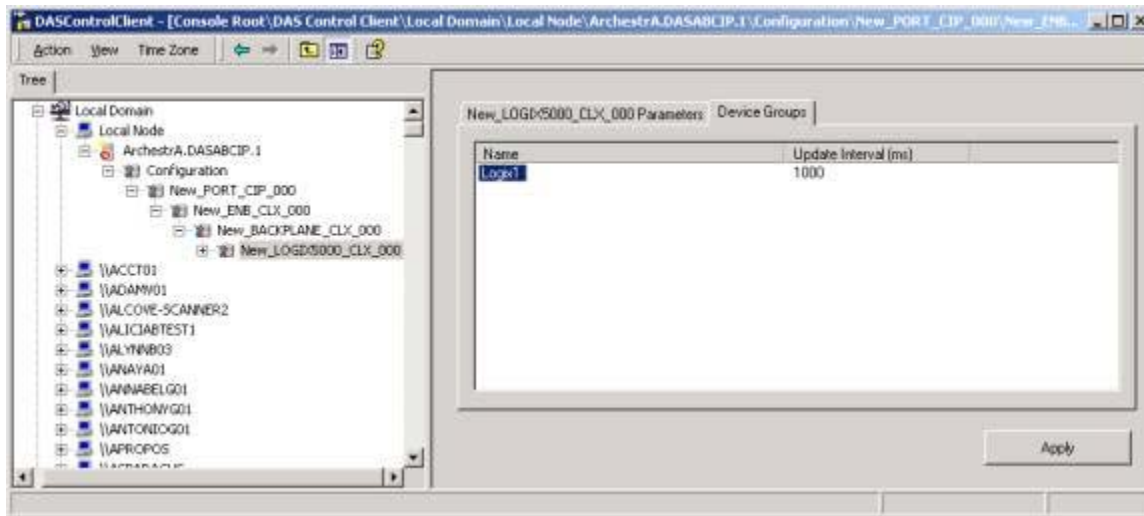 DASControlClient - [Console Root\DAS Control Client\Local Domain\Local Node\ArchestrA.DASABCIP.1\Configuration\New_PORT_CIP_000\New_ENB...
Action View Time Zone
Tree
Local Domain
Local Node
ArchestrA.DASABCIP.1
Configuration
New_PORT_CIP_000
New_ENB_CLX_000
New_BACKPLANE_CLX_000
New_LOGIX5000_CLX_000
\\ACCT01
\\ADAMV01
\\ALCOVE-SCANNER2
\\ALICIABTEST1
\\ALYNNB03
\\ANAYA01
\\ANNABELG01
\\ANTHONYG01
\\ANTONIOG01
\\APROPOS
New_LOGIX5000_CLX_000 Parameters Device Groups
Name Update Interval (ms)
Logix1 1000
Apply